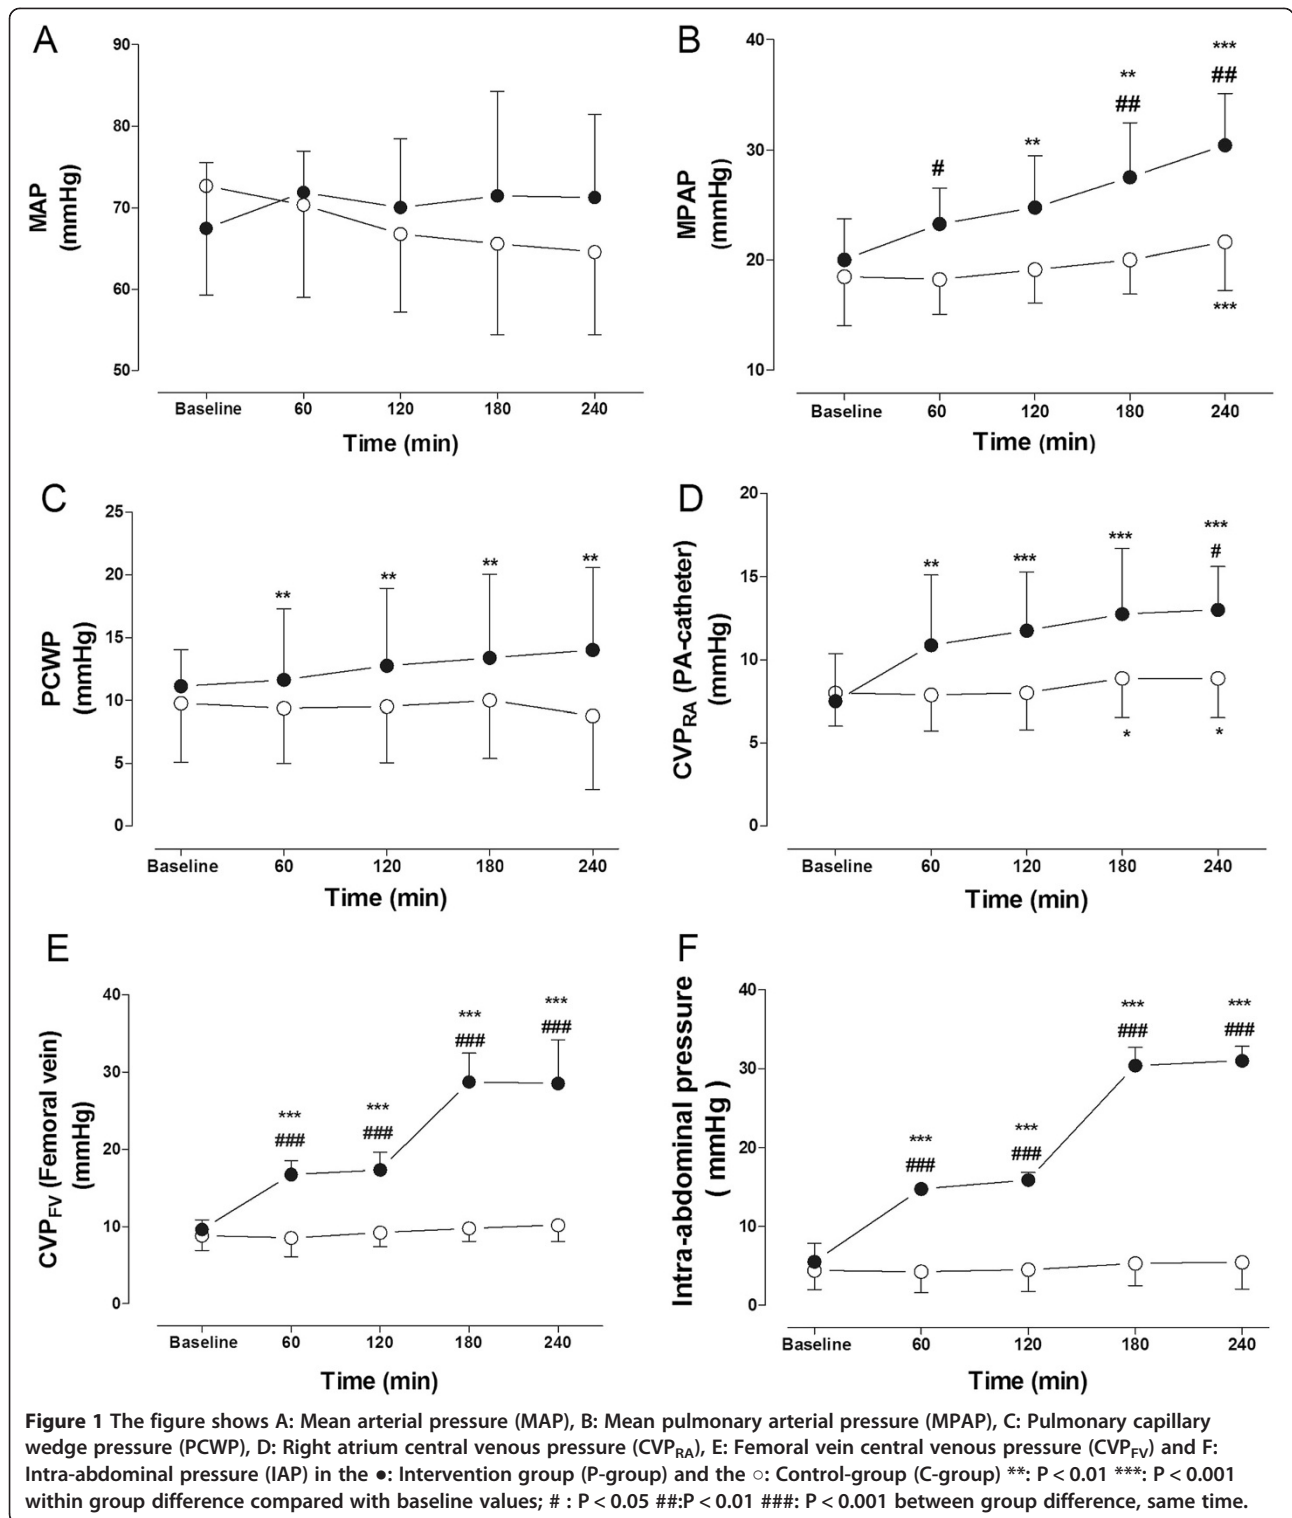 A
MAP
(mmHg)
90
80
70
60
50
Baseline 60 120 180 240
Time (min)
B
MPAP
(mmHg)
40
30
20
10
#
**
**
##
***
##
***
Baseline 60 120 180 240
Time (min)
C
PCWP
(mmHg)
25
20
15
10
5
0
** ** ** **
Baseline 60 120 180 240
Time (min)
D
CVPRA (PA-catheter)
(mmHg)
20
15
10
5
0
**
***
***
***
#
* *
Baseline 60 120 180 240
Time (min)
E
CVPFV (Femoral vein)
(mmHg)
40
30
20
10
0
***
###
***
###
***
###
***
###
Baseline 60 120 180 240
Time (min)
F
Intra-abdominal pressure
( mmHg )
40
30
20
10
0
***
###
***
###
***
###
***
###
Baseline 60 120 180 240
Time (min)
Figure 1 The figure shows A: Mean arterial pressure (MAP), B: Mean pulmonary arterial pressure (MPAP), C: Pulmonary capillary
wedge pressure (PCWP), D: Right atrium central venous pressure (CVPRA), E: Femoral vein central venous pressure (CVPFV) and F:
Intra-abdominal pressure (IAP) in the ●: Intervention group (P-group) and the ○: Control-group (C-group) **: P < 0.01 ***: P < 0.001
within group difference compared with baseline values; # : P < 0.05 ##:P < 0.01 ###: P < 0.001 between group difference, same time.